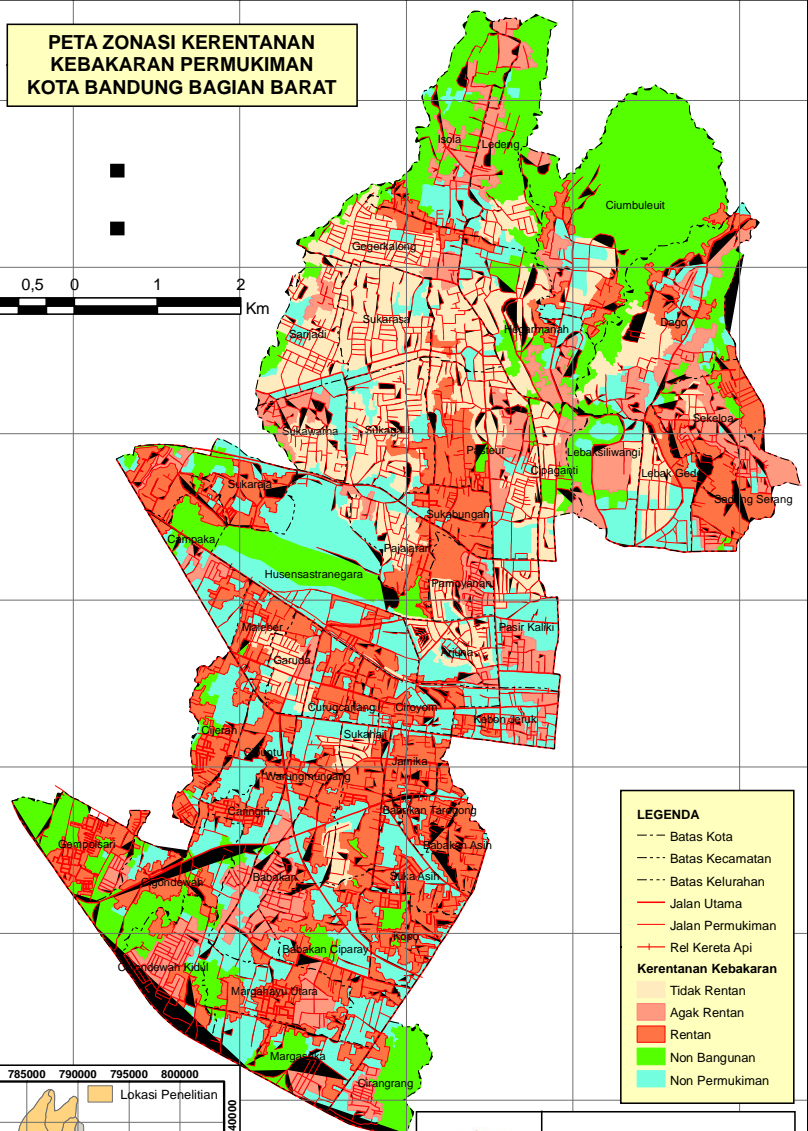 PETA ZONASI KERENTANAN
KEBAKARAN PERMUKIMAN
KOTA BANDUNG BAGIAN BARAT
0,5 0 1 2
Km
Isola
Ledeng
Ciumbuleuit
Gegerkalong
Sukarasa
Hegarmanah
Dago
Sarijadi
Sekeloa
Sukawarna
Sukagalih
Pasteur
Lebaksiliwangi
Cipaganti
Lebak Gede
Sadang Serang
Sukaraja
Sukabungah
Campaka
Pajajaran
Husensastranegara
Pamoyanan
Maleber
Pasir Kaliki
Arjuna
Garuda
Curugcariang
Ciroyom
Kebon Jeruk
Cijerah
Sukahaji
Cibuntu
Jamika
Warungmuncang
Caringin
Babakan Tarogong
Gempolsari
Babakan Asih
Cigondewah
Babakan
Suka Asih
Kopo
Babakan Ciparay
Cigondewah Kidul
Margahayu Utara
Margasuka
Cirangrang
LEGENDA
Batas Kota
Batas Kecamatan
Batas Kelurahan
Jalan Utama
Jalan Permukiman
Rel Kereta Api
Kerentanan Kebakaran
Tidak Rentan
Agak Rentan
Rentan
Non Bangunan
Non Permukiman
785000 790000 795000 800000
Lokasi Penelitian